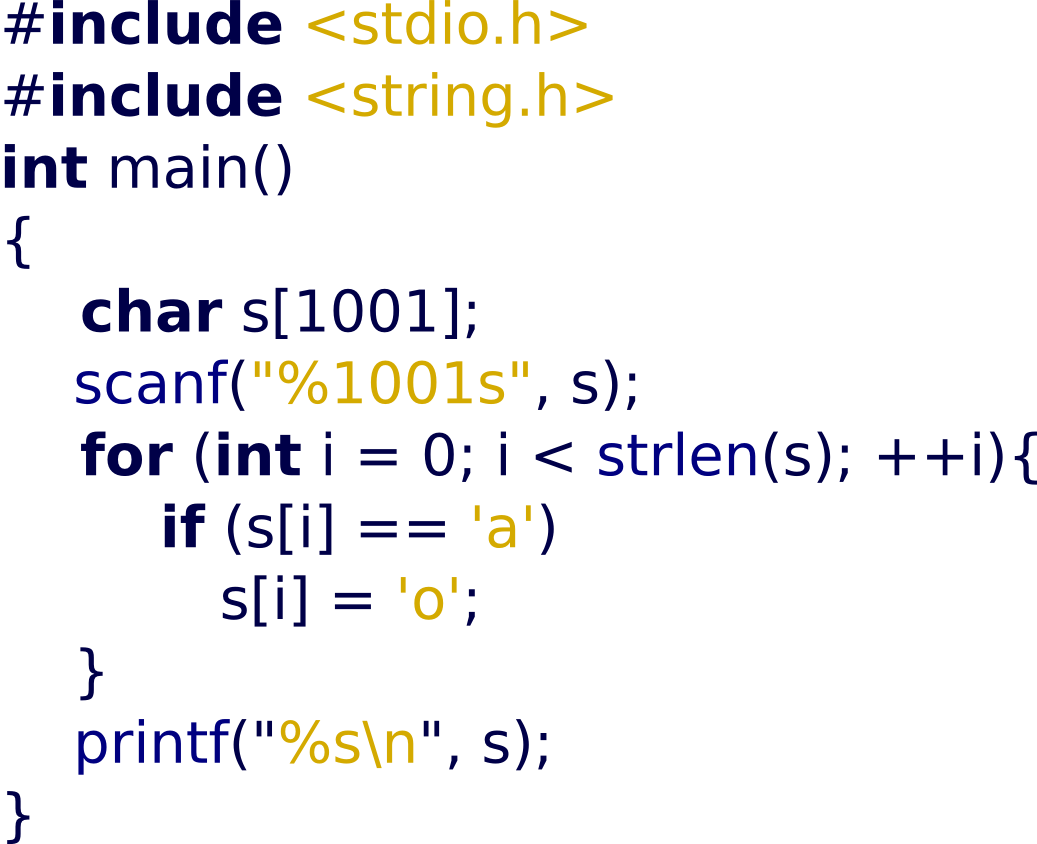 #include <stdio.h>
#include <string.h>
int main()
{
    char s[1001];
    scanf("%1001s", s);
    for (int i = 0; i < strlen(s); ++i){
        if (s[i] == 'a')
            s[i] = 'o';
    }
    printf("%s\n", s);
}